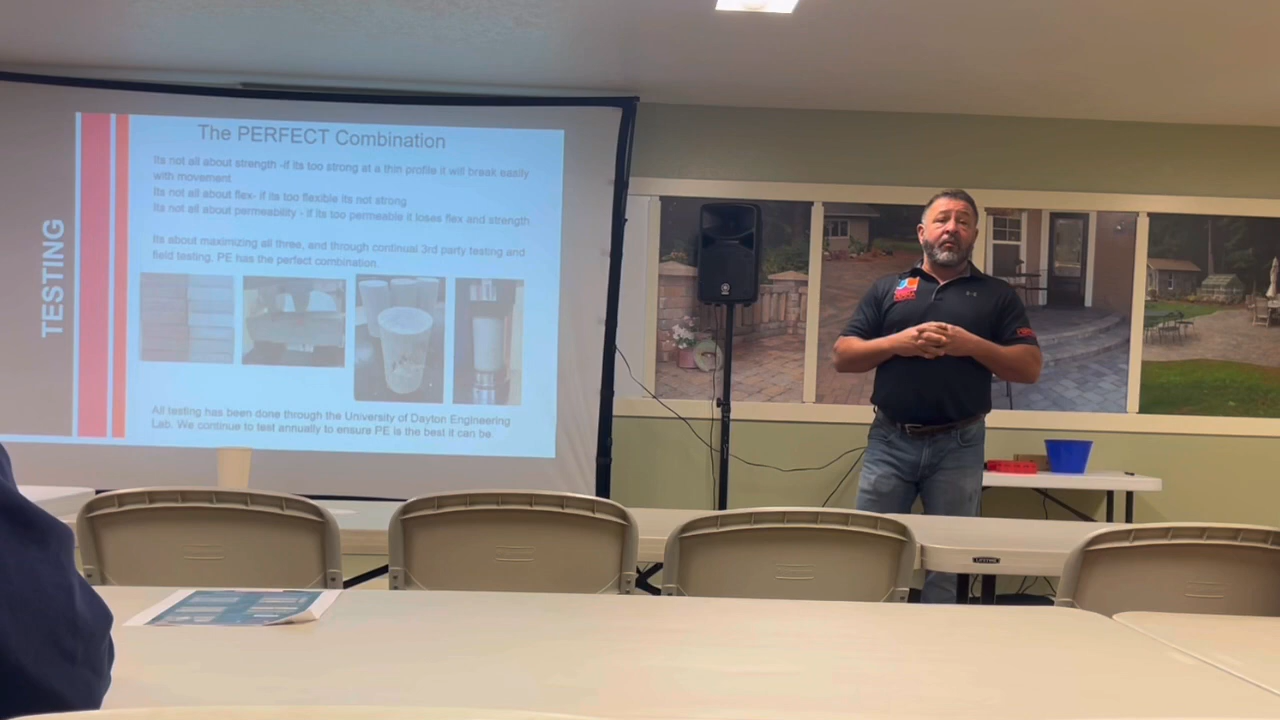 The PERFECT Combination
Its not all about strength -if its too strong at a thin profile it will break easily
with movement
Its not all about flex- if its too flexible its not strong
Its not all about permeability - if its too permeable it loses flex and strength
Its about maximizing all three, and through continual 3rd party testing and
field testing, PE has the perfect combination.
TESTING
All testing has been done through the University of Dayton Engineering
Lab. We continue to test annually to ensure PE is the best it can be.
LIFETIME